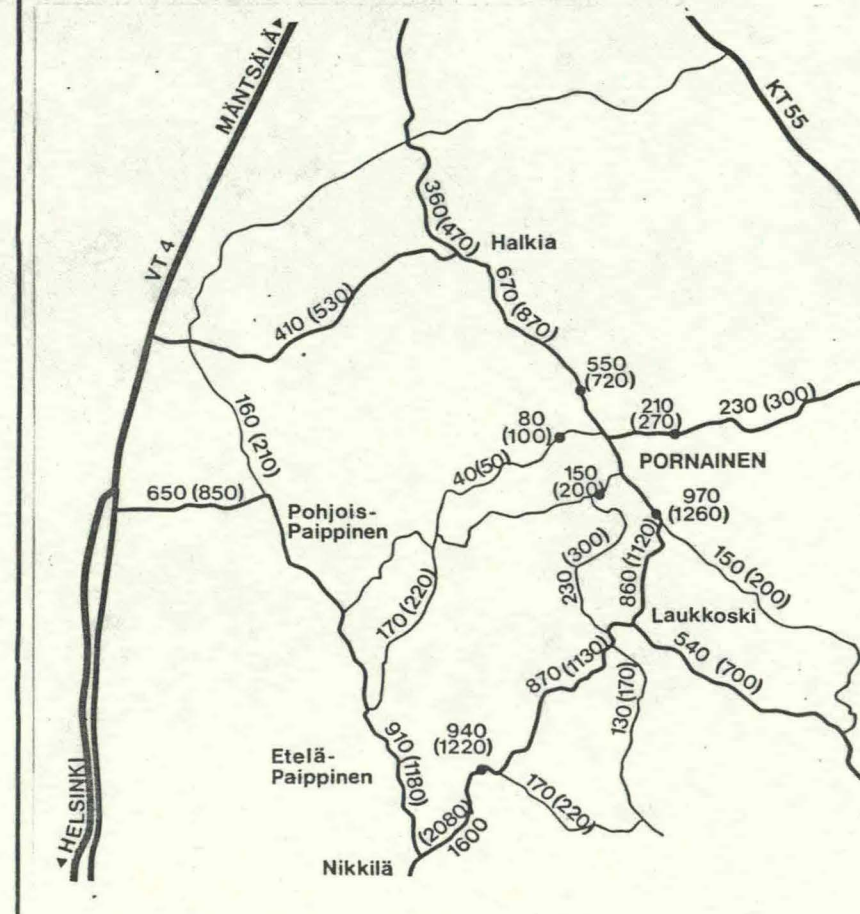 MÄNTSÄLÄ
KT 55
VT 4
360(470)
Halkia
670 (870)
410 (530)
550
(720)
160 (210)
80
(100)
210
(270)
230 (300)
40(50)
PORNAINEN
150
(200)
650 (850)
970
(1260)
Pohjois-
Paippinen
230 (300)
860 (1120)
150 (200)
170 (220)
Laukkoski
870 (1130)
540 (700)
130 (170)
940
(1220)
Etelä-
Paippinen
910 (1180)
170 (220)
HELSINKI
(2080)
1600
Nikkilä